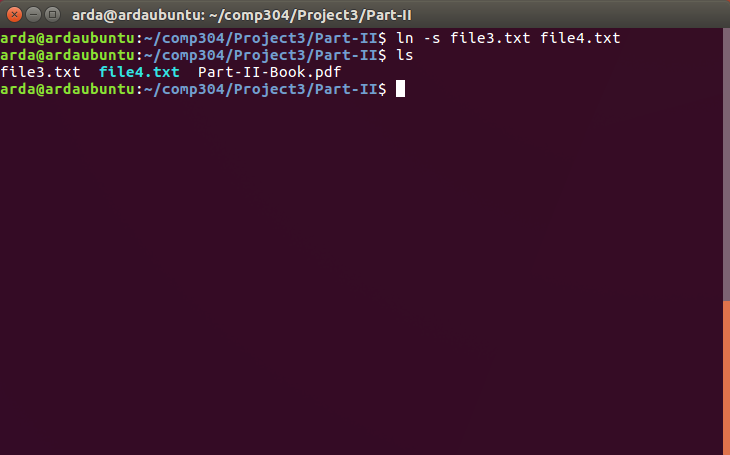 arda@ardaubuntu: ~/comp304/Project3/Part-II
arda@ardaubuntu:~/comp304/Project3/Part-II$ ln -s file3.txt file4.txt
arda@ardaubuntu:~/comp304/Project3/Part-II$ ls
file3.txt  file4.txt  Part-II-Book.pdf
arda@ardaubuntu:~/comp304/Project3/Part-II$